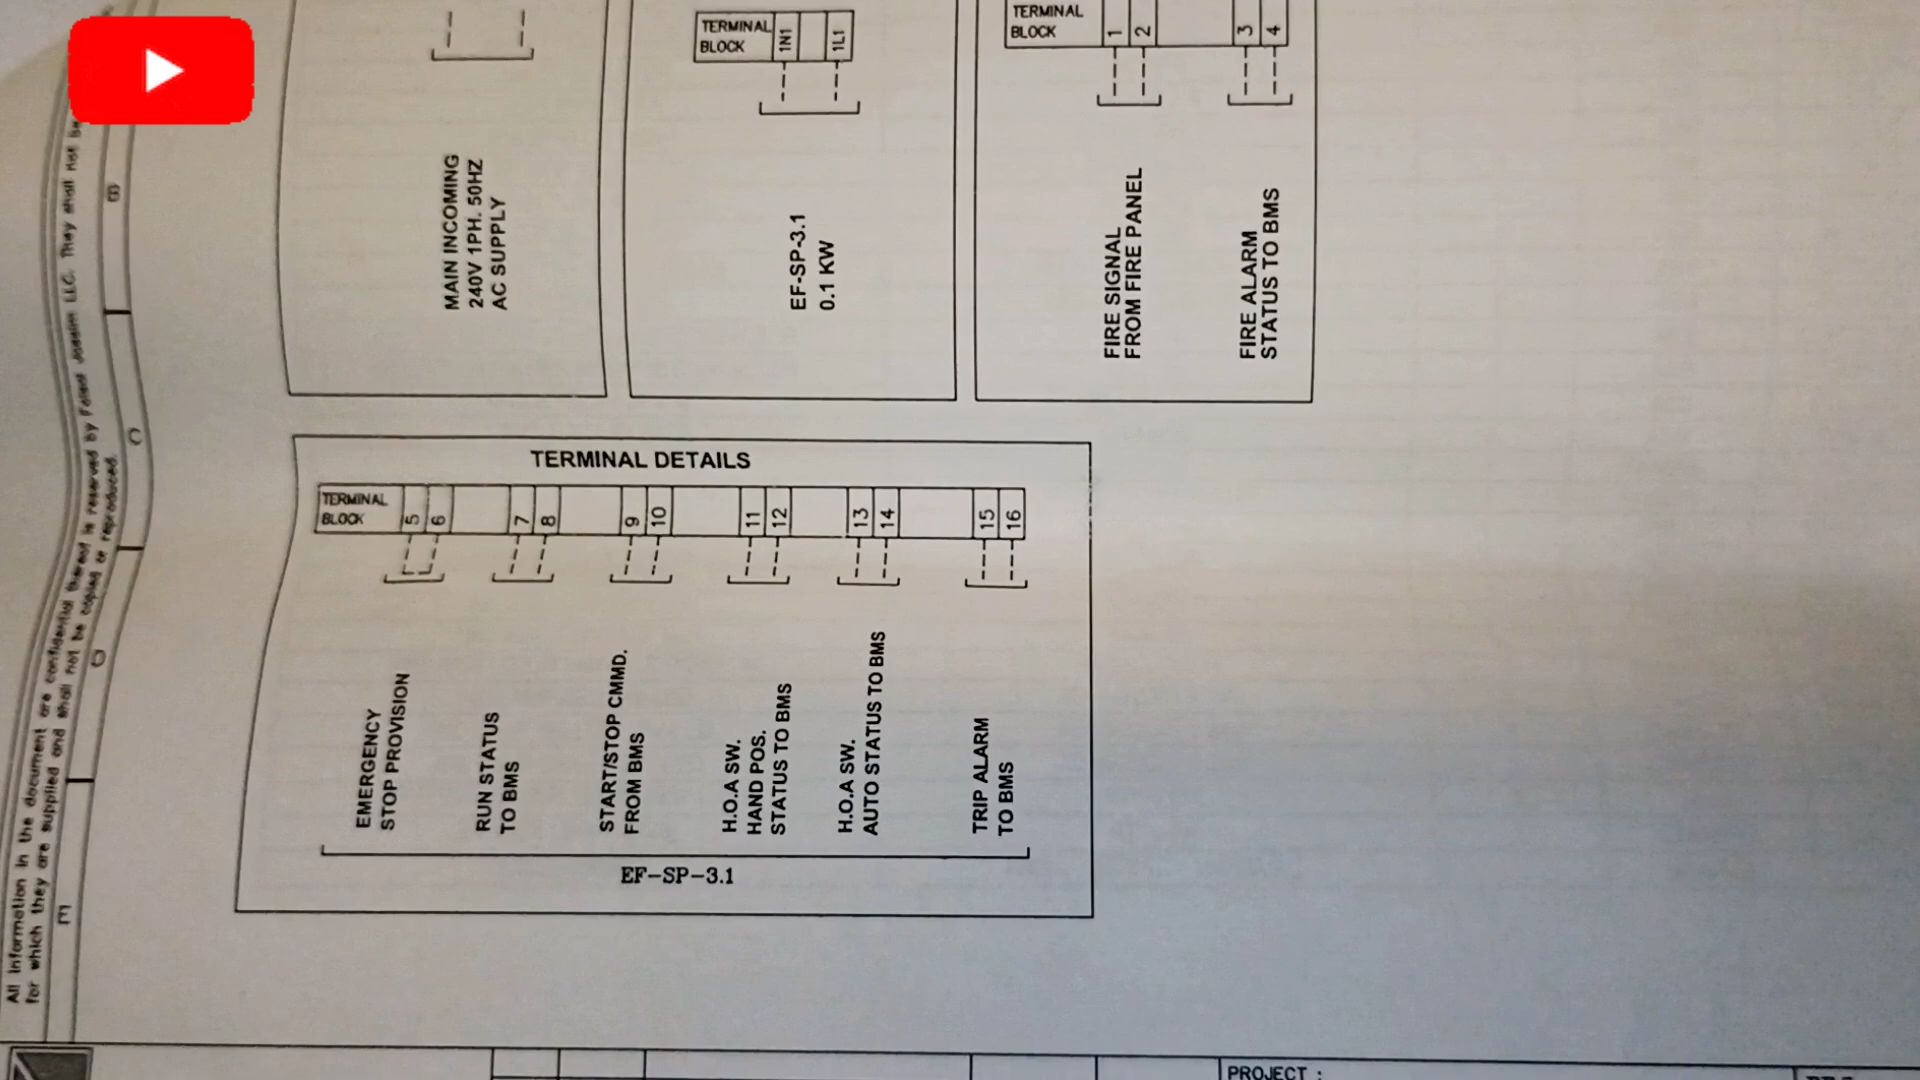 All information in the document are confidential thereof is reserved by LLC. They shall not be
for which they are supplied and shall not be copied or reproduced.
B
C
D
E
MAIN INCOMING
240V 1PH. 50HZ
AC SUPPLY
TERMINAL
BLOCK
1N1
1L1
EF-SP-3.1
0.1 KW
TERMINAL
BLOCK
1
2
3
4
FIRE SIGNAL
FROM FIRE PANEL
FIRE ALARM
STATUS TO BMS
TERMINAL DETAILS
TERMINAL
BLOCK
5
6
7
8
9
10
11
12
13
14
15
16
EMERGENCY
STOP PROVISION
RUN STATUS
TO BMS
START/STOP CMMD.
FROM BMS
H.O.A SW.
HAND POS.
STATUS TO BMS
H.O.A SW.
AUTO STATUS TO BMS
TRIP ALARM
TO BMS
EF-SP-3.1
PROJECT :